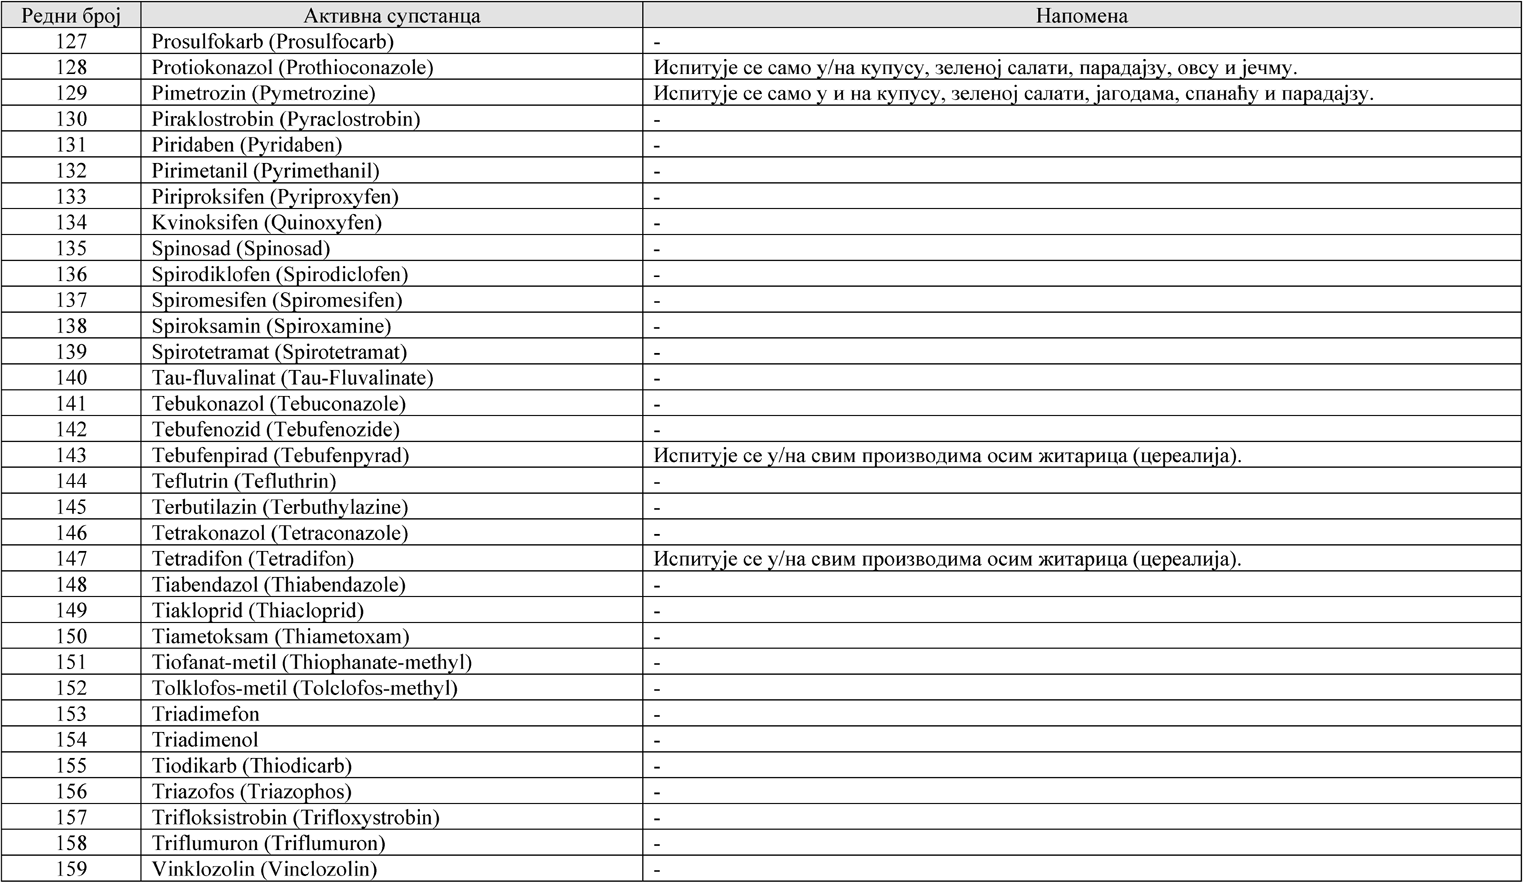 Редни број Активна супстанца Напомена
127 Prosulfokarb (Prosulfocarb) -
128 Protiokonazol (Prothioconazole) Испитује се само у/на купусу, зеленој салати, парадајзу, овсу и јечму.
129 Pimetrozin (Pymetrozine) Испитује се само у и на купусу, зеленој салати, јагодама, спанаћу и парадајзу.
130 Piraklostrobin (Pyraclostrobin) -
131 Piridaben (Pyridaben) -
132 Pirimetanil (Pyrimethanil) -
133 Piriproksifen (Pyriproxyfen) -
134 Kvinoksifen (Quinoxyfen) -
135 Spinosad (Spinosad) -
136 Spirodiklofen (Spirodiclofen) -
137 Spiromesifen (Spiromesifen) -
138 Spiroksamin (Spiroxamine) -
139 Spirotetramat (Spirotetramat) -
140 Tau-fluvalinat (Tau-Fluvalinate) -
141 Tebukonazol (Tebuconazole) -
142 Tebufenozid (Tebufenozide) -
143 Tebufenpirad (Tebufenpyrad) Испитује се у/на свим производима осим житарица (цереалија).
144 Teflutrin (Tefluthrin) -
145 Terbutilazin (Terbuthylazine) -
146 Tetrakonazol (Tetraconazole) -
147 Tetradifon (Tetradifon) Испитује се у/на свим производима осим житарица (цереалија).
148 Tiabendazol (Thiabendazole) -
149 Tiakloprid (Thiacloprid) -
150 Tiametoksam (Thiametoxam) -
151 Tiofanat-metil (Thiophanate-methyl) -
152 Tolklofos-metil (Tolclofos-methyl) -
153 Triadimefon -
154 Triadimenol -
155 Tiodikarb (Thiodicarb) -
156 Triazofos (Triazophos) -
157 Trifloksistrobin (Trifloxystrobin) -
158 Triflumuron (Triflumuron) -
159 Vinklozolin (Vinclozolin) -